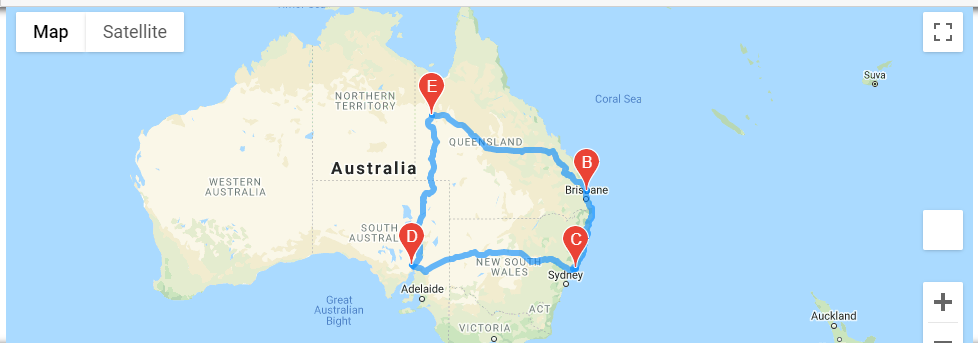 Map
Satellite
Suva
E
NORTHERN
TERRITORY
Coral Sea
QUEENSLAND
B
Australia
WESTERN
AUSTRALIA
Brisbane
SOUTH
AUSTRAL
D
C
NEW SOUTH
WALES
Sydney
Adelaide
Great
Australian
Bight
ACT
Auckland
VICTORIA
+